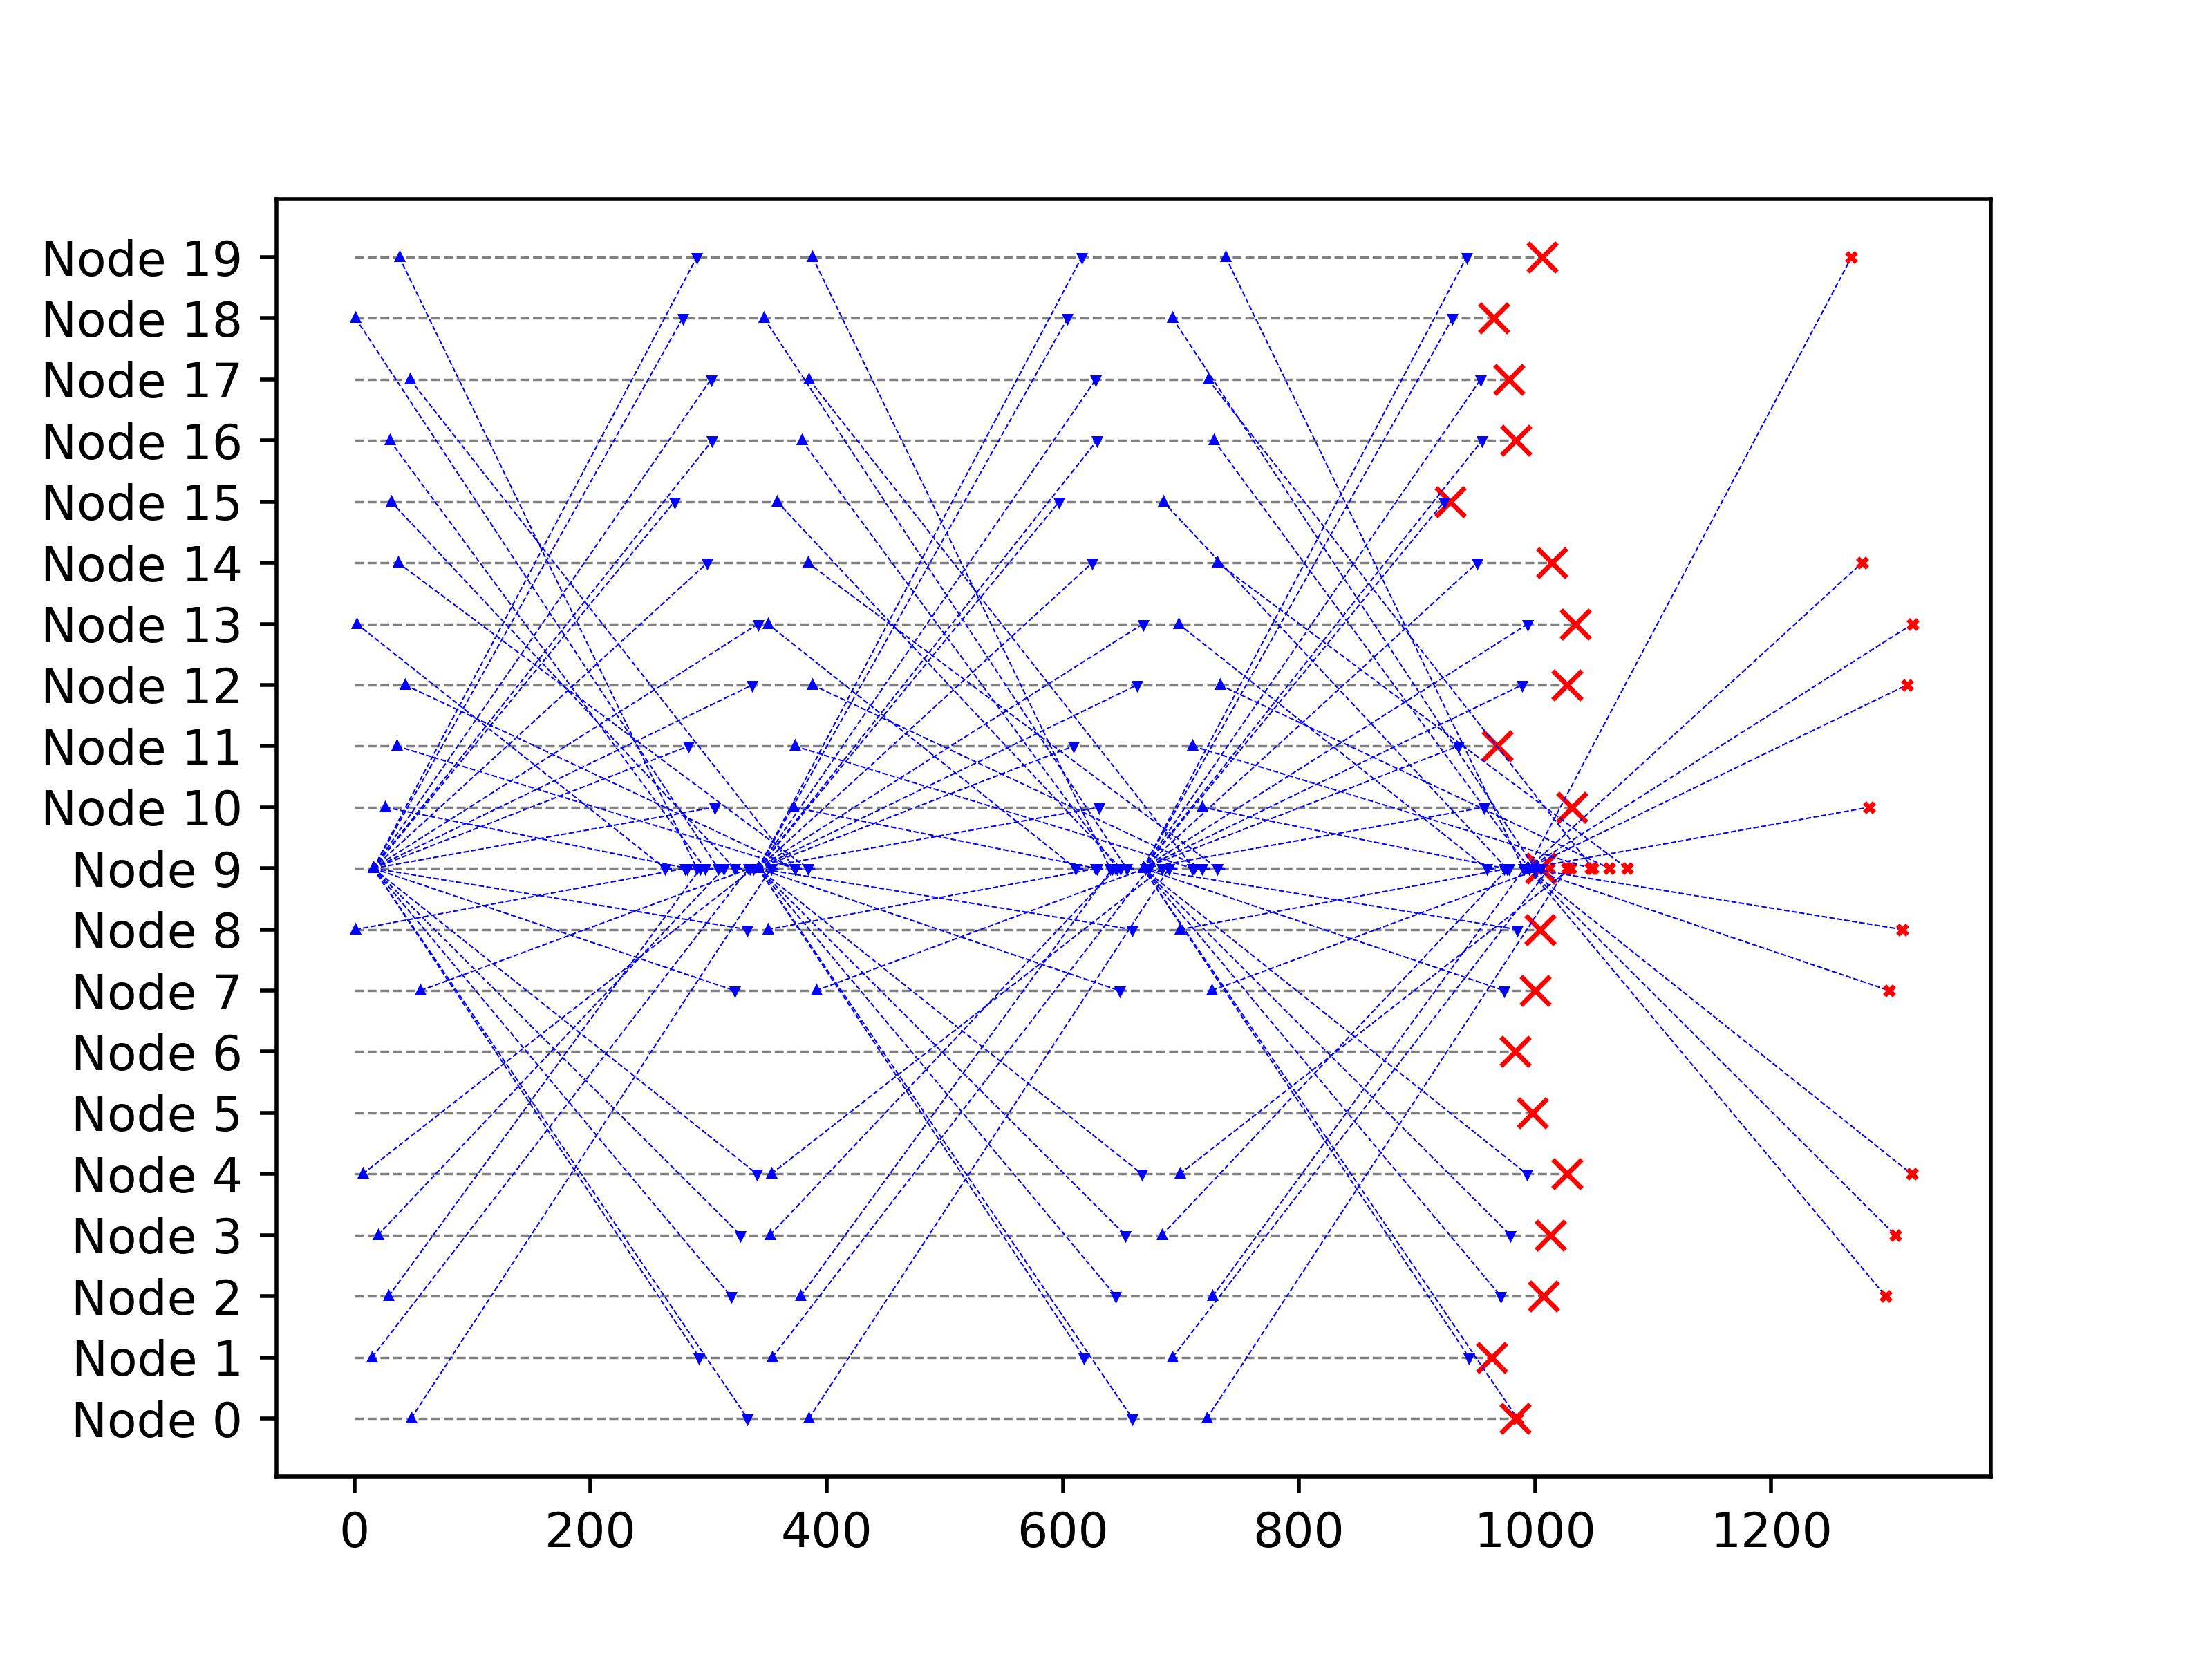 Node 19
Node 18
Node 17
Node 16
Node 15
Node 14
Node 13
Node 12
Node 11
Node 10
Node 9
Node 8
Node 7
Node 6
Node 5
Node 4
Node 3
Node 2
Node 1
Node 0
0 200 400 600 800 1000 1200